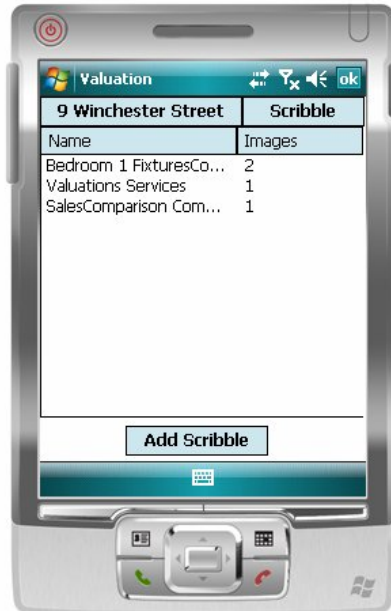 Valuation ok
9 Winchester Street Scribble
Name Images
Bedroom 1 FixturesCo... 2
Valuations Services 1
SalesComparison Com... 1
Add Scribble